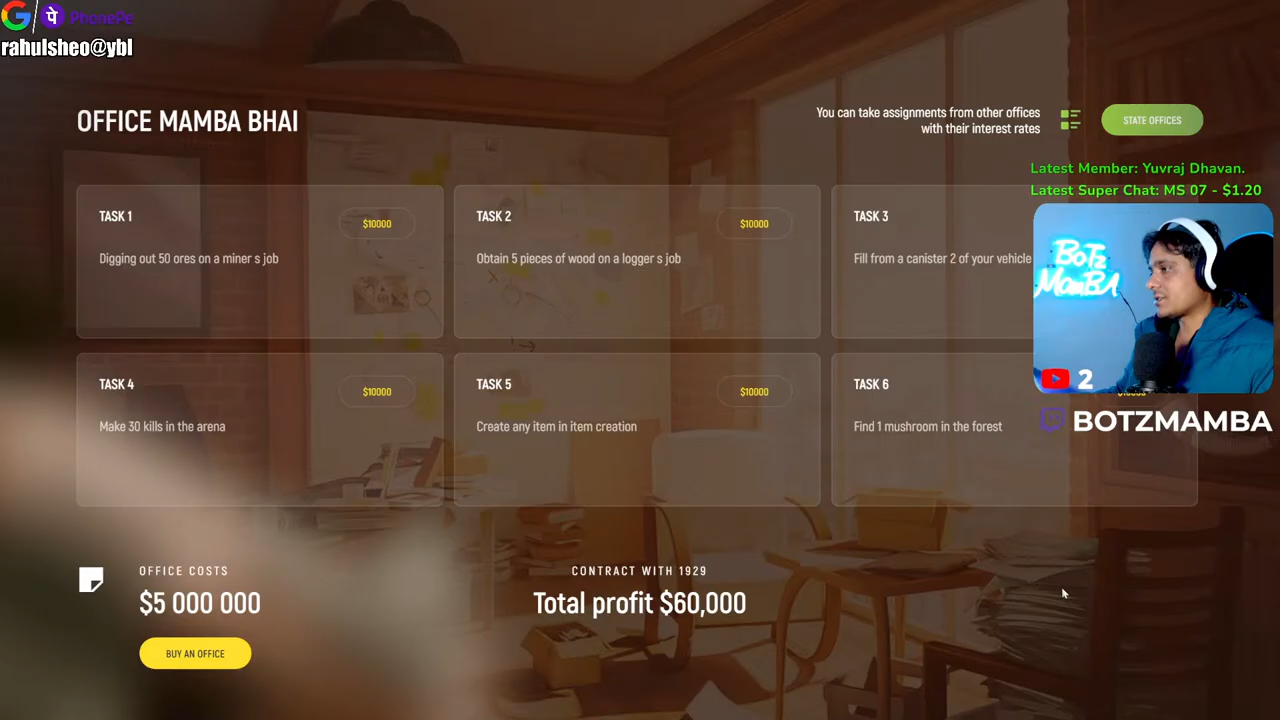 पे PhonePe
rahulsheo@ybl
OFFICE MAMBA BHAI
You can take assignments from other offices
with their interest rates
STATE OFFICES
Latest Member: Yuvraj Dhavan.
Latest Super Chat: MS 07 - $1.20
TASK 1
$10000
Digging out 50 ores on a miner s job
TASK 2
$10000
Obtain 5 pieces of wood on a logger s job
TASK 3
Fill from a canister 2 of your vehicle
BoTz
MamBA
2
BOTZMAMBA
TASK 4
$10000
Make 30 kills in the arena
TASK 5
$10000
Create any item in item creation
TASK 6
Find 1 mushroom in the forest
OFFICE COSTS
$5 000 000
BUY AN OFFICE
CONTRACT WITH 1929
Total profit $60,000